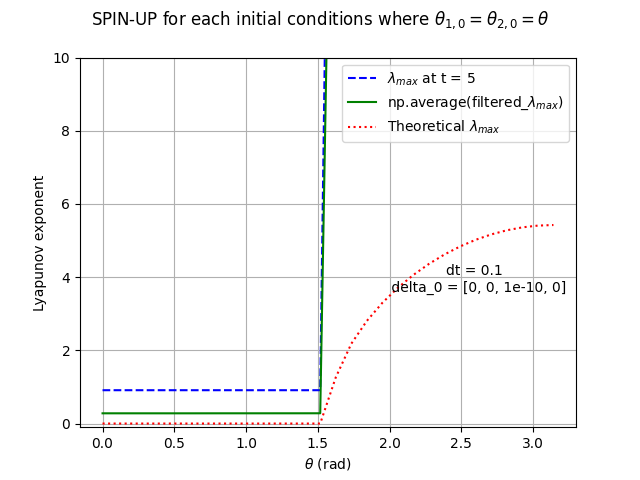 SPIN-UP for each initial conditions where θ₁,₀ = θ₂,₀ = θ
10
8
6
4
2
0
Lyapunov exponent
λₘₐₓ at t = 5
np.average(filtered_λₘₐₓ)
Theoretical λₘₐₓ
dt = 0.1
delta_0 = [0, 0, 1e-10, 0]
0.0 0.5 1.0 1.5 2.0 2.5 3.0
θ (rad)